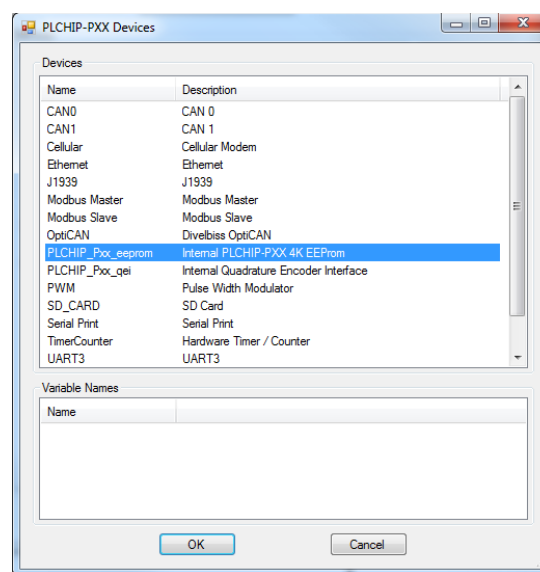 PLCHIP-PXX Devices
Devices
Name Description
CAN0 CAN 0
CAN1 CAN 1
Cellular Cellular Modem
Ethernet Ethernet
J1939 J1939
Modbus Master Modbus Master
Modbus Slave Modbus Slave
OptiCAN Divelbiss OptiCAN
PLCHIP_Pxx_eeprom Internal PLCHIP-PXX 4K EEProm
PLCHIP_Pxx_qei Internal Quadrature Encoder Interface
PWM Pulse Width Modulator
SD_CARD SD Card
Serial Print Serial Print
TimerCounter Hardware Timer / Counter
UART3 UART3
Variable Names
Name
OK Cancel